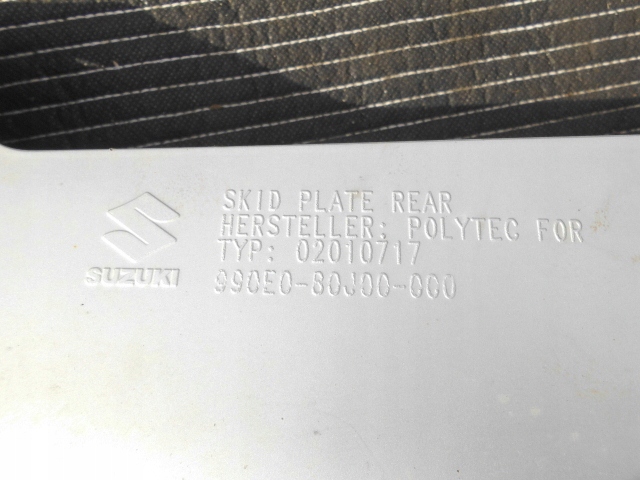 SKID PLATE REAR
HERSTELLER: POLYTEC FOR
TYP: 02010717
990E0-80J00-000
SUZUKI